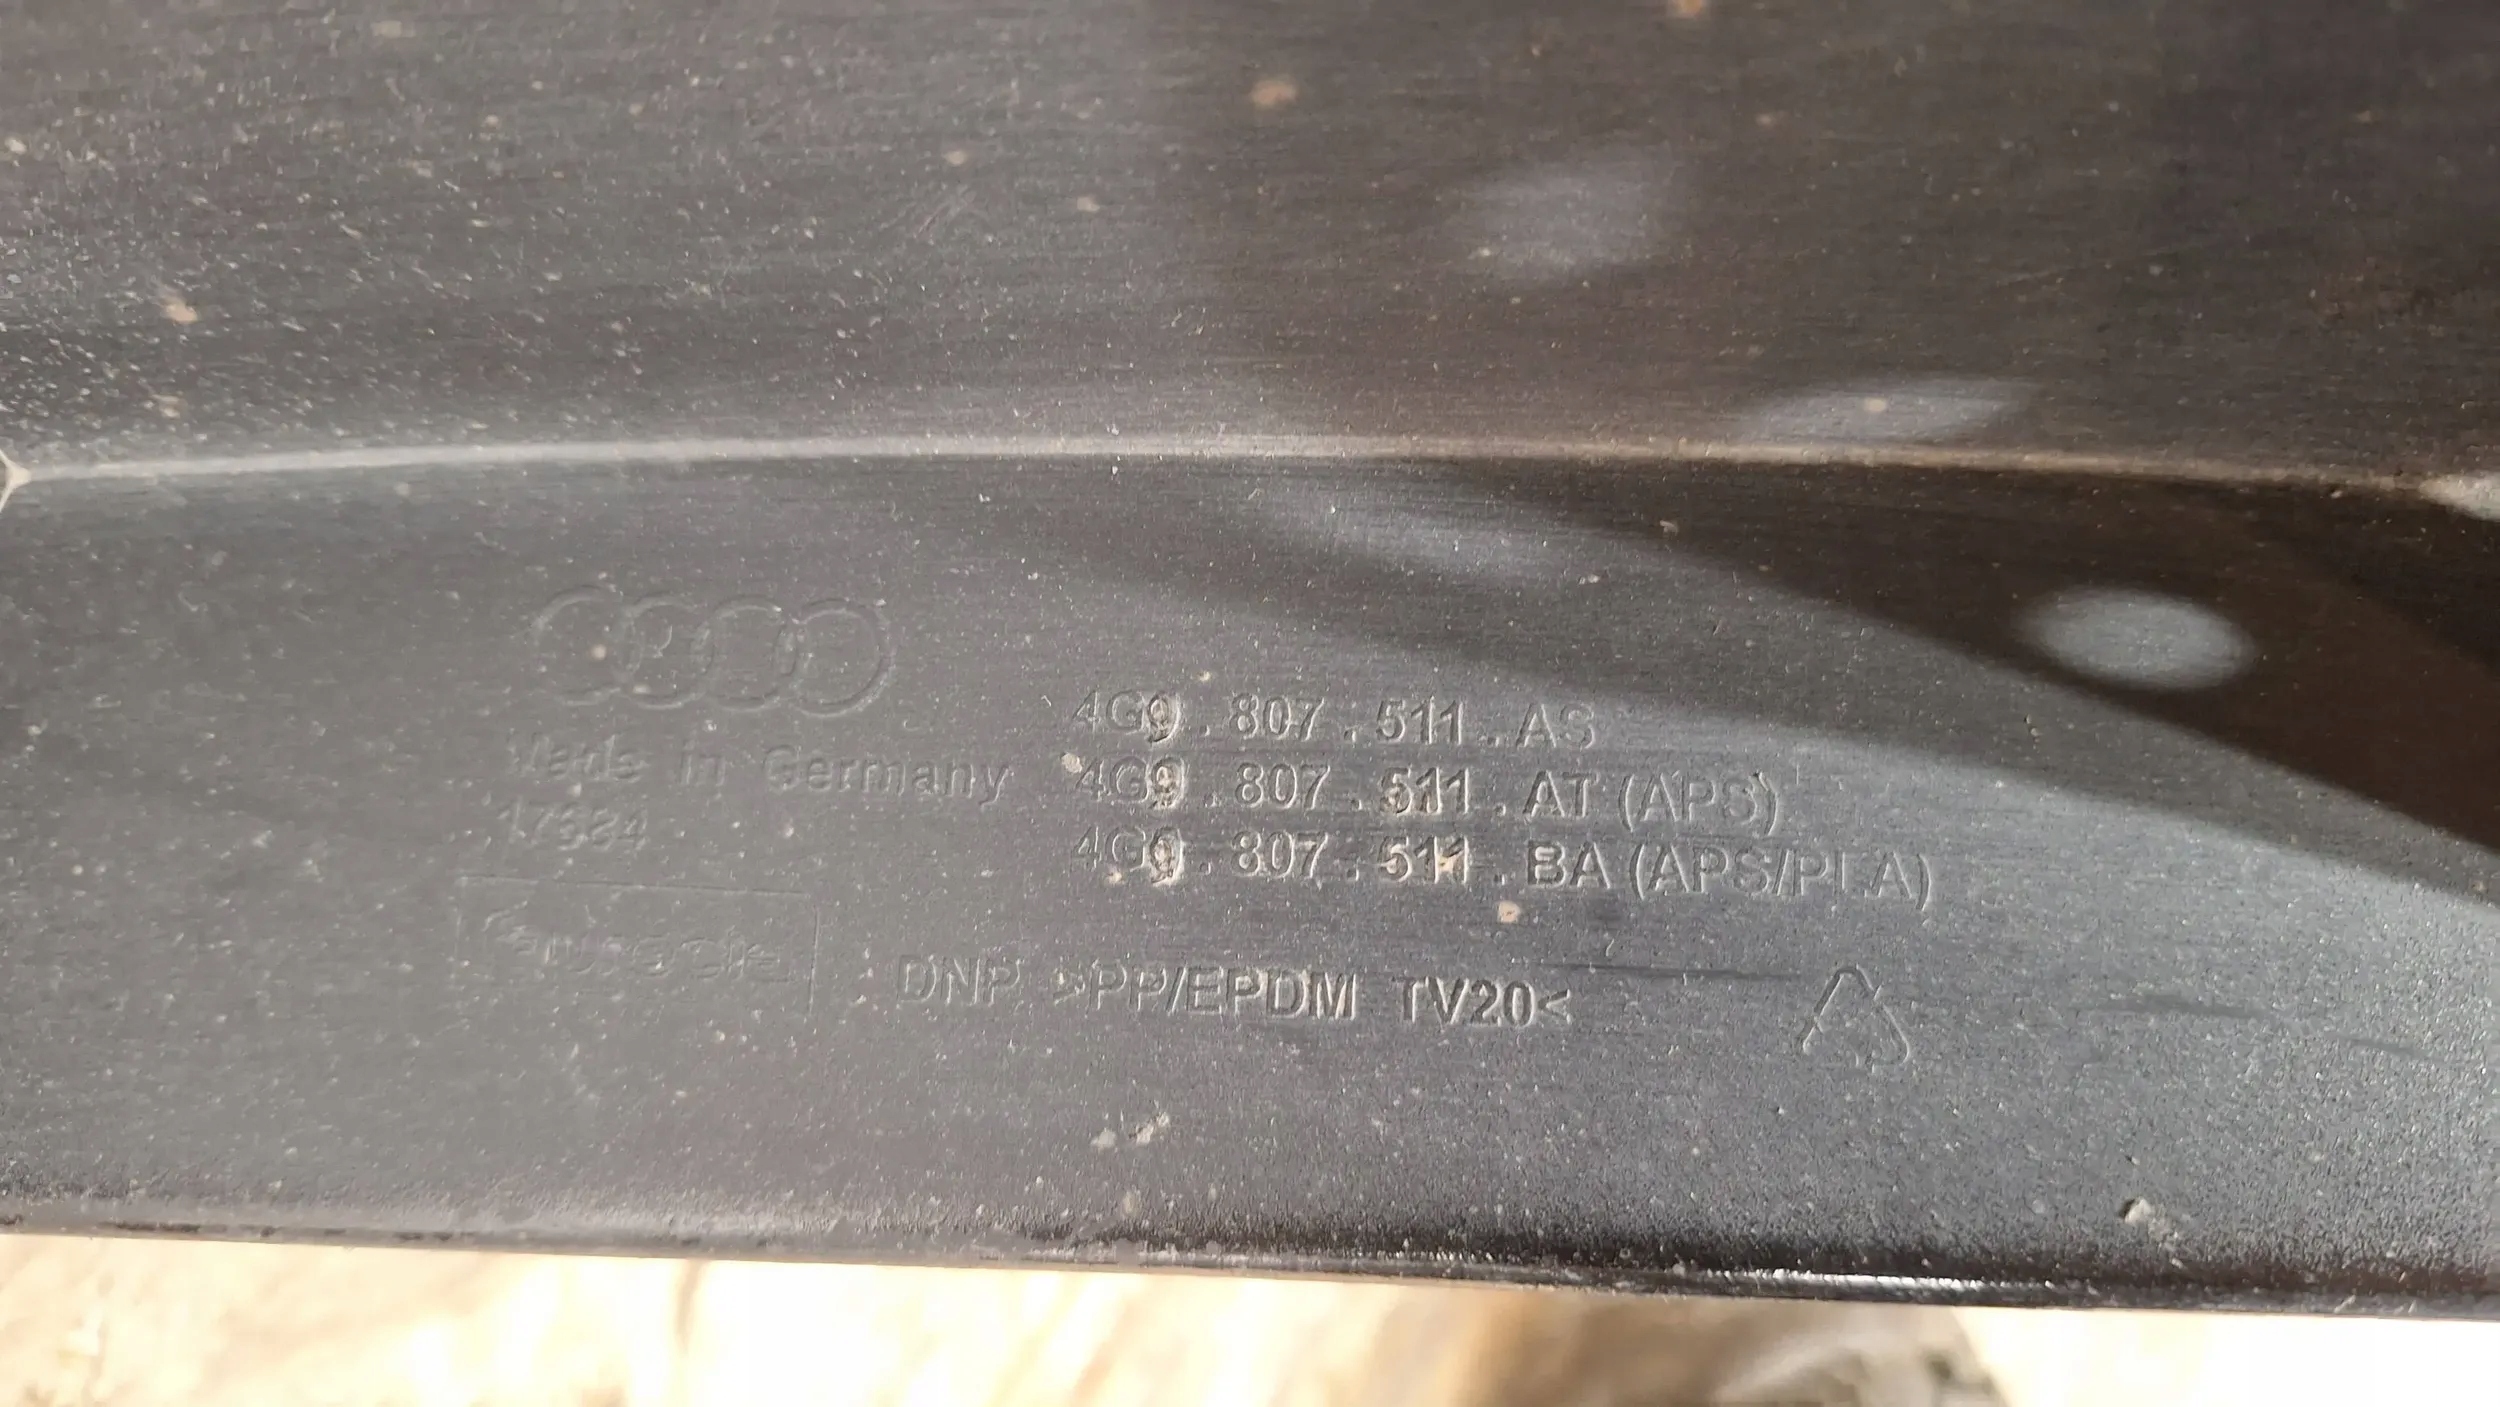 Made in Germany
4G9.807.511.AS
4G9.807.511.AT (APS)
4G9.807.511.BA (APS/PLA)
DNP >PP/EPDM TV20<